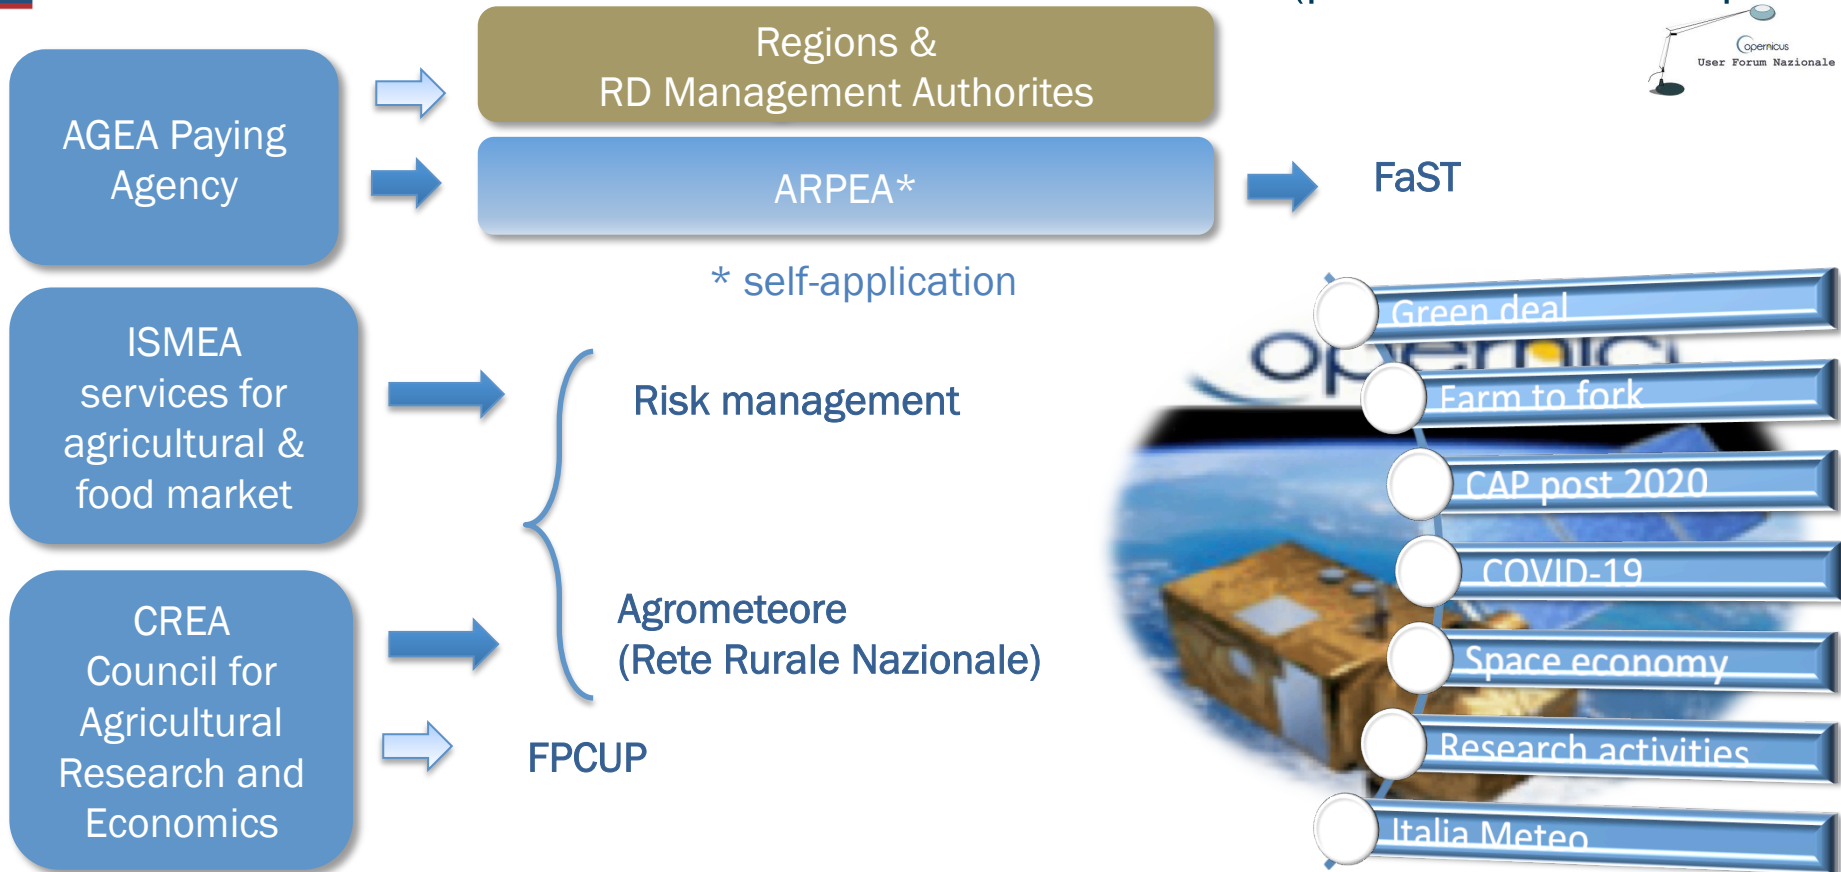 Regions &
RD Management Authorites
Copernicus
User Forum Nazionale
AGEA Paying
Agency
ARPEA*
FaST
* self-application
ISMEA
services for
agricultural &
food market
Risk management
Agrometeore
(Rete Rurale Nazionale)
CREA
Council for
Agricultural
Research and
Economics
FPCUP
opernicu
Green deal
Farm to fork
CAP post 2020
COVID-19
Space economy
Research activities
Italia Meteo